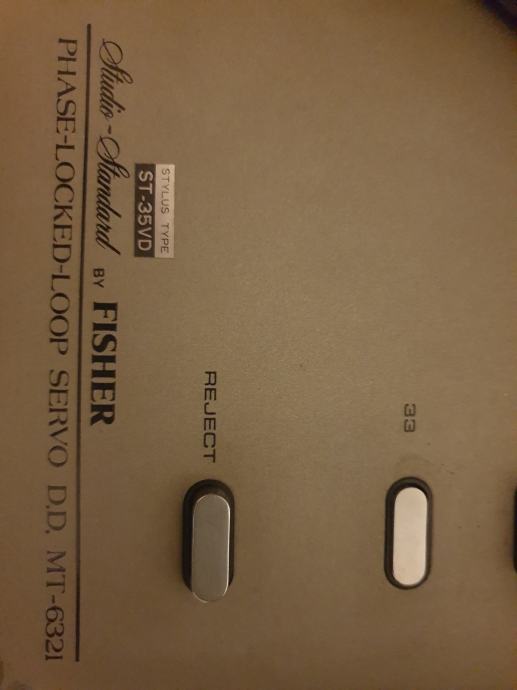 33
REJECT
STYLUS TYPE
ST-35VD
Studio-Standard BY FISHER
PHASE-LOCKED-LOOP SERVO D.D. MT-6321